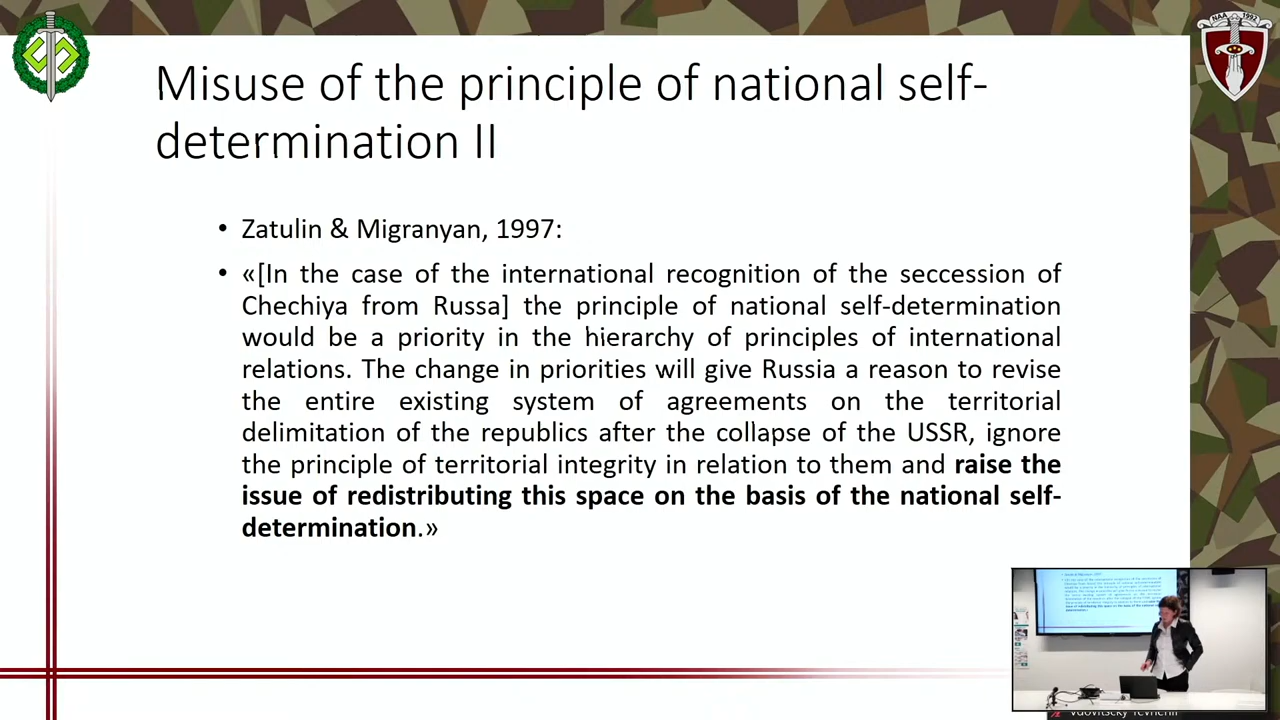 Misuse of the principle of national self-
determination II
• Zatulin & Migranyan, 1997:
• «[In the case of the international recognition of the seccession of
Chechiya from Russa] the principle of national self-determination
would be a priority in the hierarchy of principles of international
relations. The change in priorities will give Russia a reason to revise
the entire existing system of agreements on the territorial
delimitation of the republics after the collapse of the USSR, ignore
the principle of territorial integrity in relation to them and raise the
issue of redistributing this space on the basis of the national self-
determination.»
NAA 1992